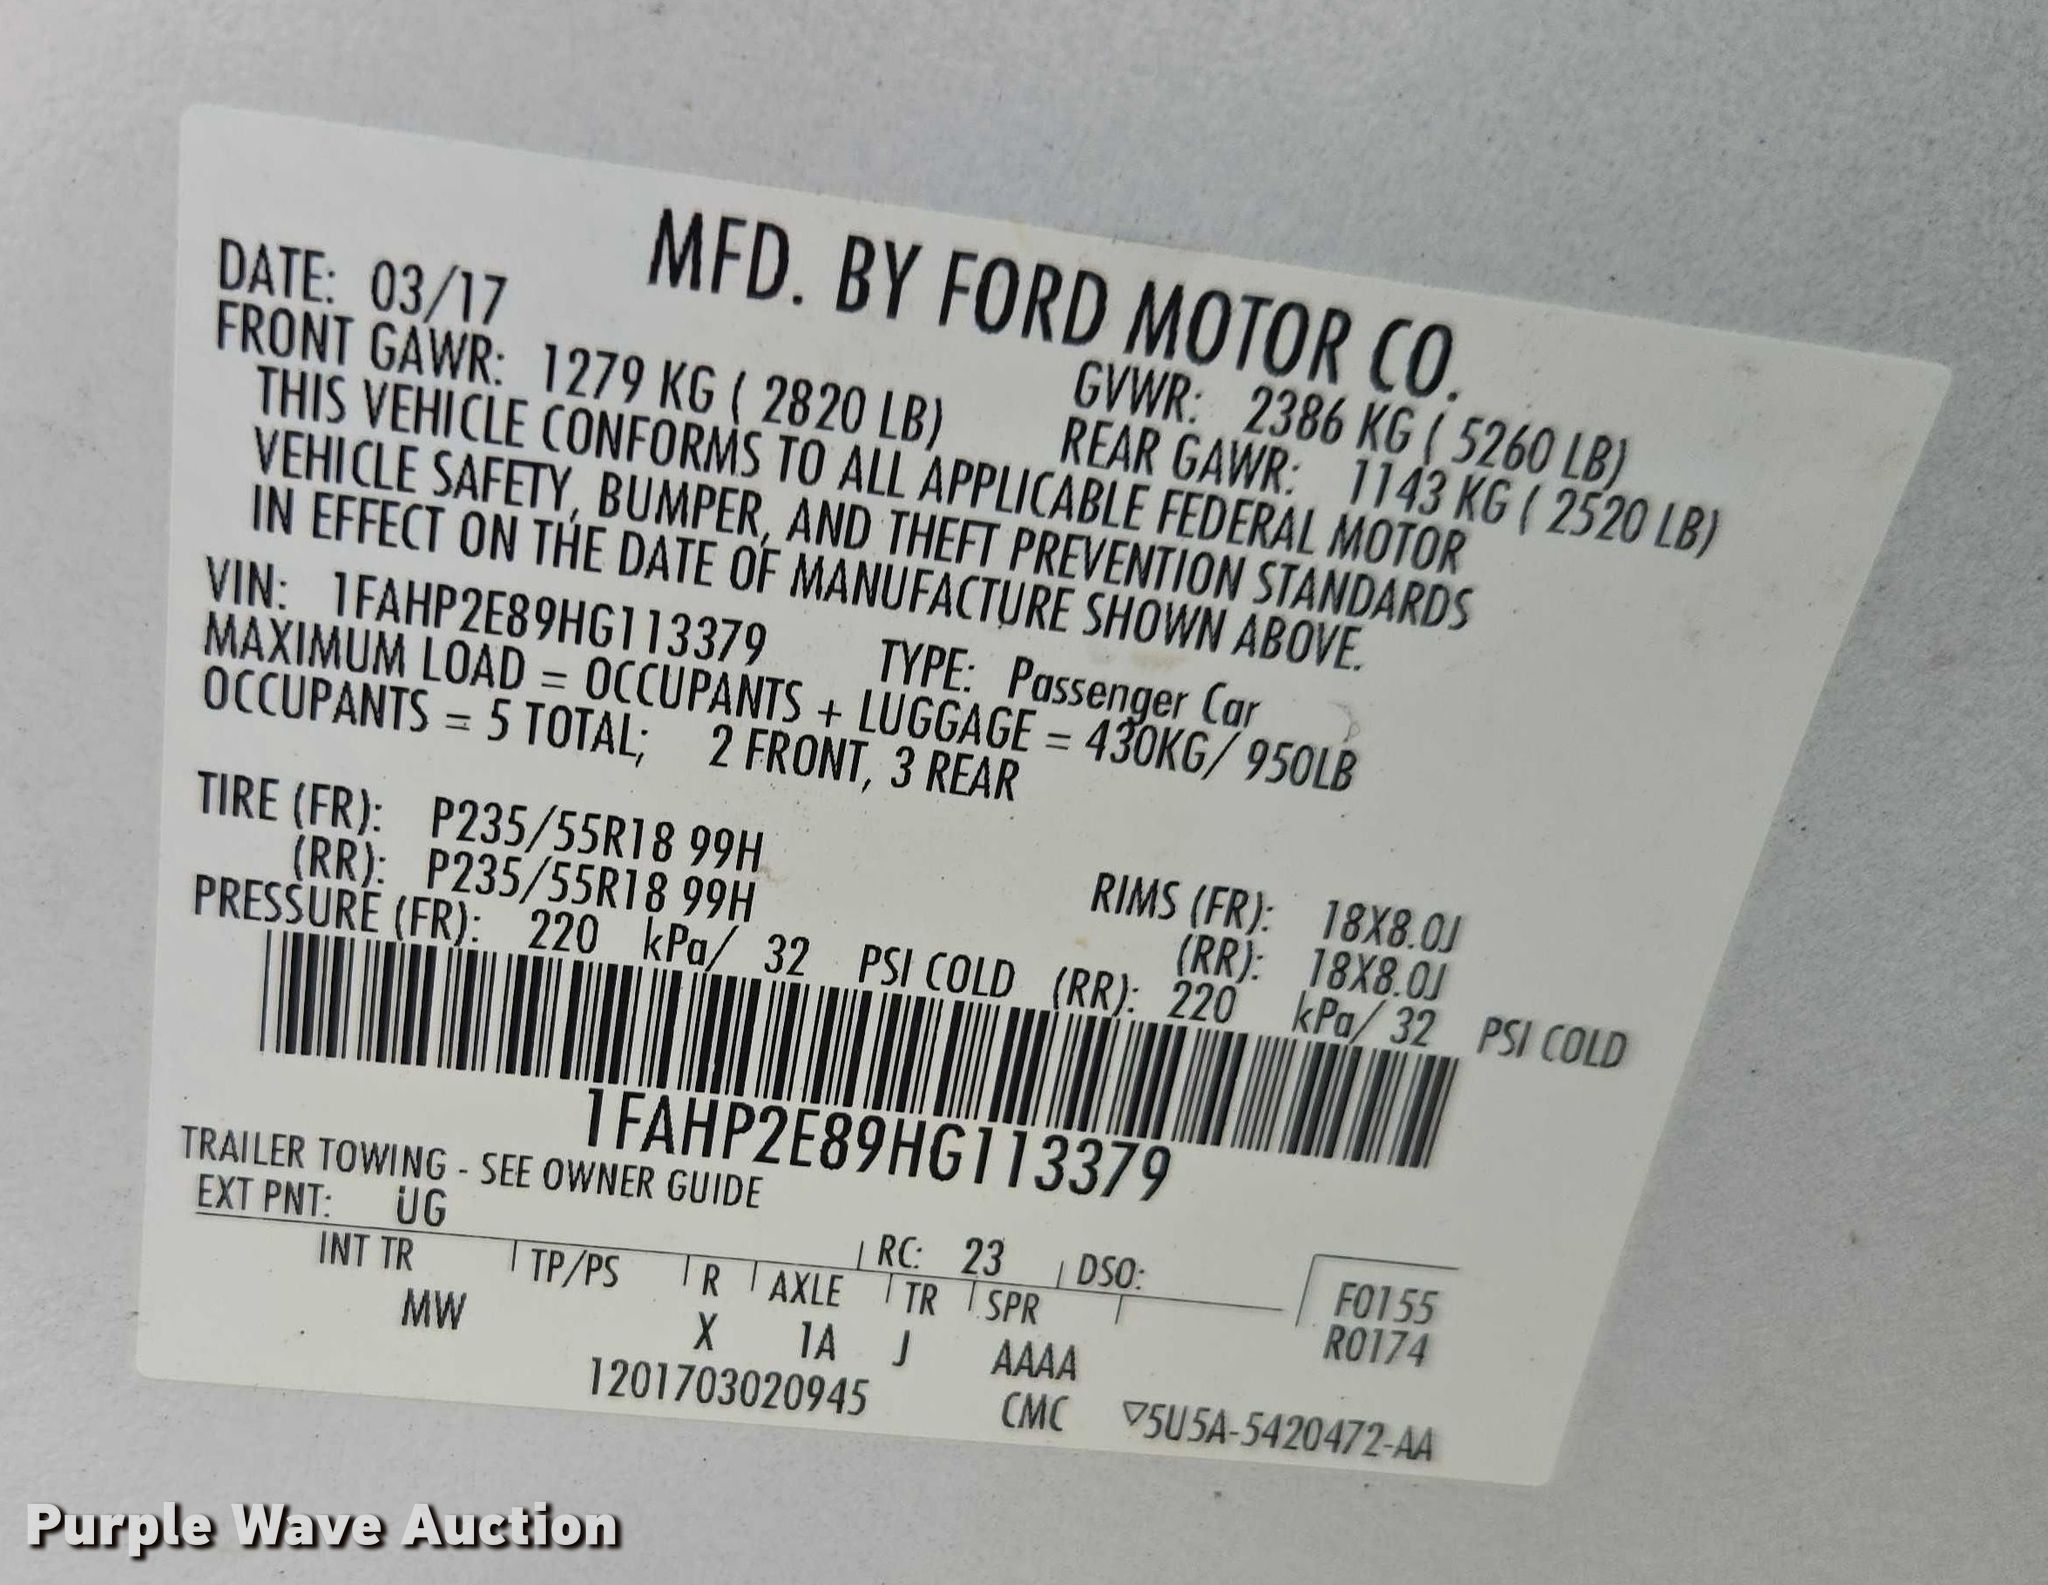 MFD. BY FORD MOTOR CO.
DATE: 03/17 GVWR: 2386 KG ( 5260 LB)
FRONT GAWR: 1279 KG ( 2820 LB) REAR GAWR: 1143 KG ( 2520 LB)
THIS VEHICLE CONFORMS TO ALL APPLICABLE FEDERAL MOTOR
VEHICLE SAFETY, BUMPER, AND THEFT PREVENTION STANDARDS
IN EFFECT ON THE DATE OF MANUFACTURE SHOWN ABOVE.
VIN: 1FAHP2E89HG113379 TYPE: Passenger Car
MAXIMUM LOAD = OCCUPANTS + LUGGAGE = 430KG/ 950LB
OCCUPANTS = 5 TOTAL; 2 FRONT, 3 REAR
TIRE (FR): P235/55R18 99H RIMS (FR): 18X8.0J
(RR): P235/55R18 99H (RR): 18X8.0J
PRESSURE (FR): 220 kPa/ 32 PSI COLD (RR): 220 kPa/ 32 PSI COLD
1FAHP2E89HG113379
TRAILER TOWING - SEE OWNER GUIDE
EXT PNT: UG RC: 23 DSO:
INT TR TP/PS R AXLE TR SPR F0155
MW X 1A J AAAA R0174
1201703020945 CMC ▽5U5A-5420472-AA
Purple Wave Auction